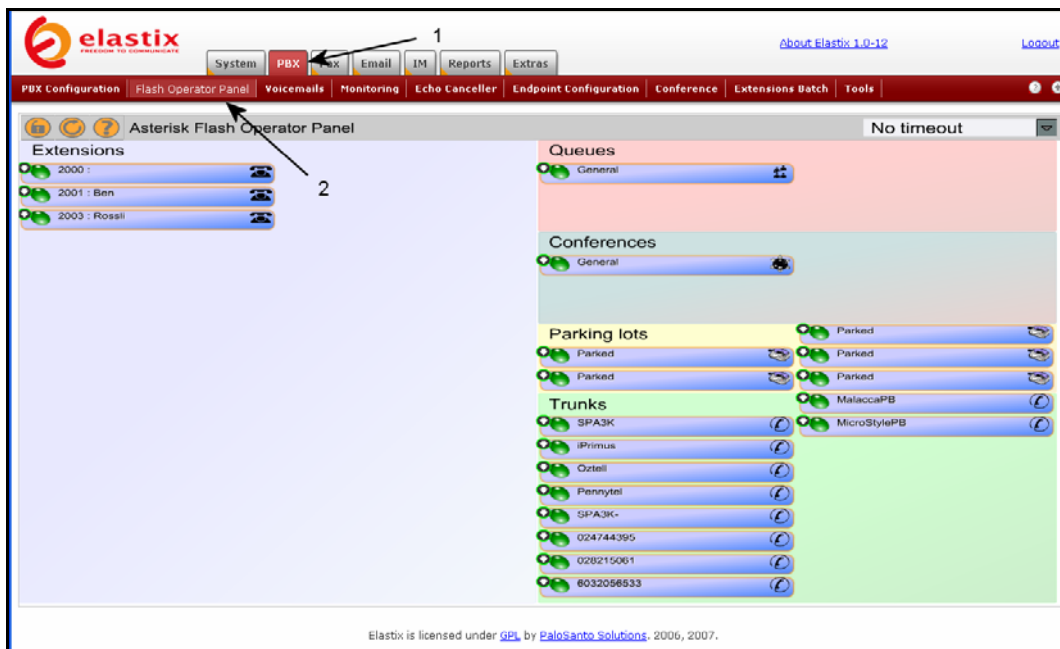 elastix
FREEDOM TO COMMUNICATE
1
About Elastix 1.0-12
Logout
System PBX Fax Email IM Reports Extras
PBX Configuration Flash Operator Panel Voicemails Monitoring Echo Canceller Endpoint Configuration Conference Extensions Batch Tools
Asterisk Flash Operator Panel
No timeout
2
Extensions
2000 :
2001 : Ben
2003 : Rossli
Queues
General
Conferences
General
Parking lots
Parked
Parked
Parked
Parked
Parked
Trunks
MalaccaPB
SPA3K
MicroStylePB
iPrimus
Oztell
Pennytel
SPA3K-
024744395
028215061
6032056533
Elastix is licensed under GPL by PaloSanto Solutions. 2006, 2007.